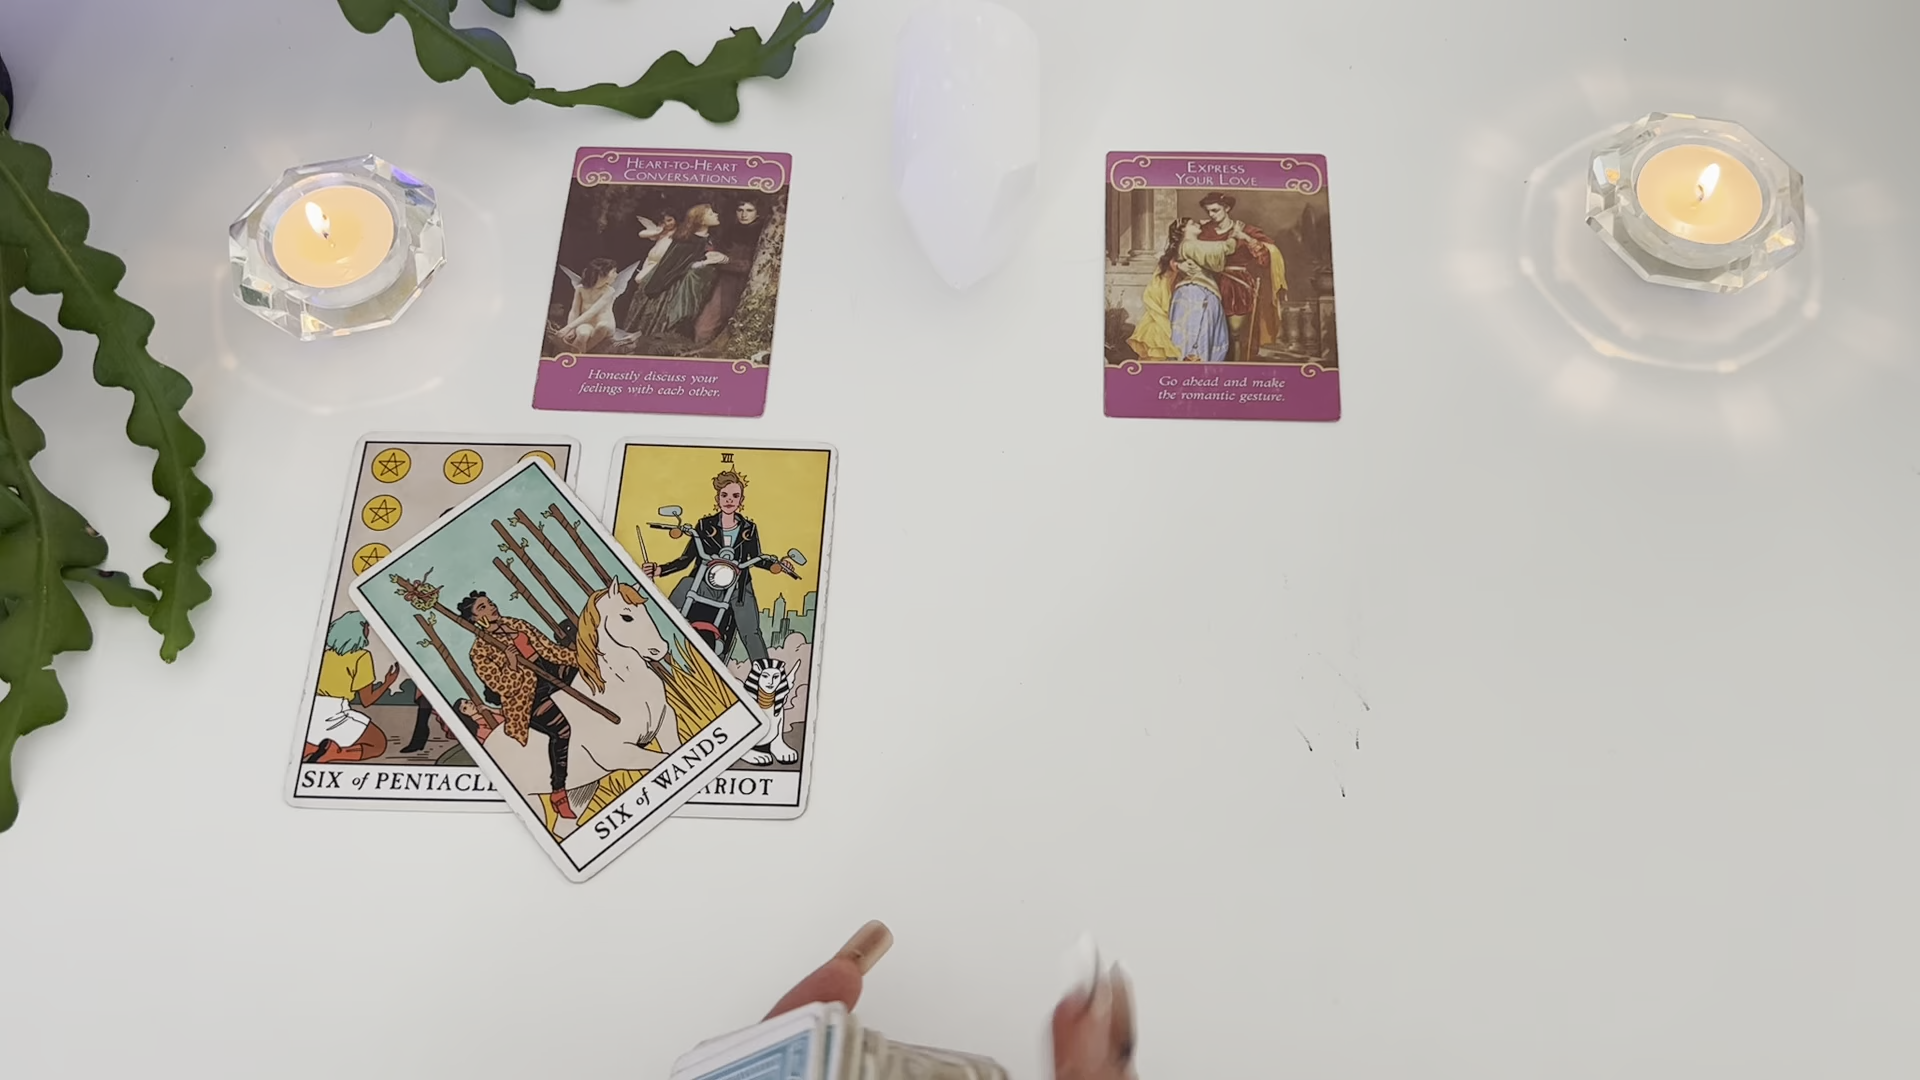 HEART-TO-HEART
CONVERSATIONS
Honestly discuss your
feelings with each other.
EXPRESS
YOUR LOVE
Go ahead and make
the romantic gesture.
SIX of PENTACLE
VII
ARIOT
SIX of WANDS